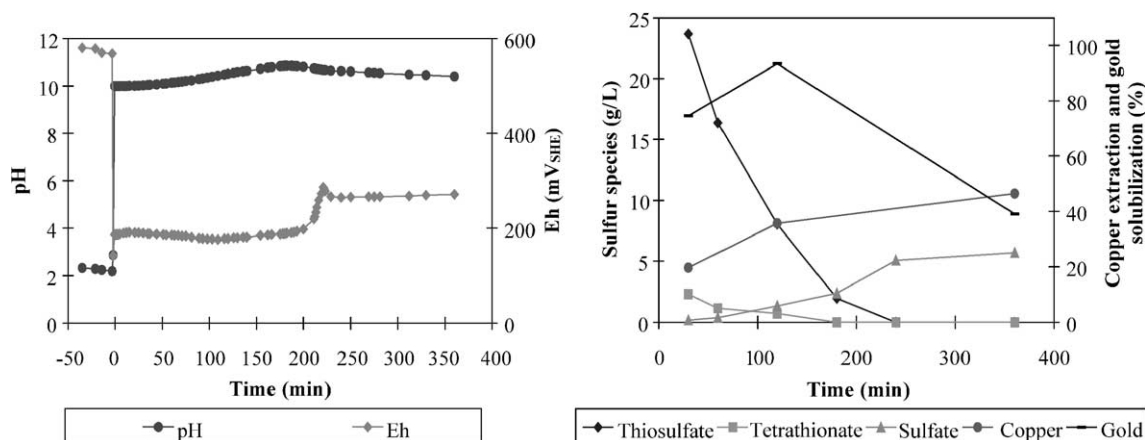 12
10
8
6
4
2
0
pH
600
400
200
0
Eh (mVSHE)
-50 0 50 100 150 200 250 300 350 400
Time (min)
pH Eh
25
20
15
10
5
0
Sulfur species (g/L)
100
80
60
40
20
0
Copper extraction and gold
solubilization (%)
0 100 200 300 400
Time (min)
Thiosulfate Tetrathionate Sulfate Copper Gold